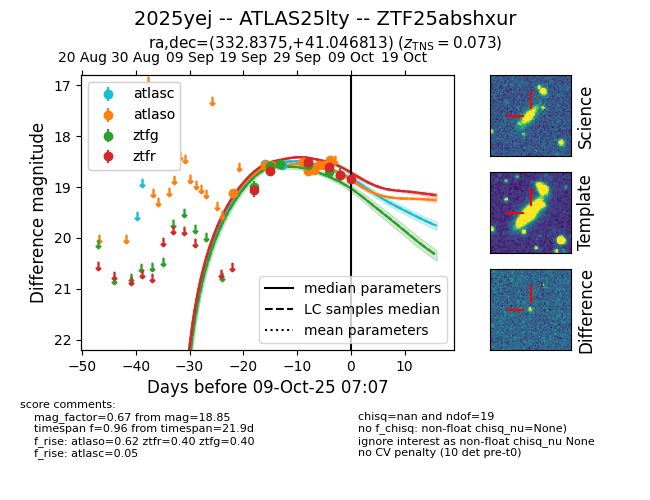 2025yej -- ATLAS25lty -- ZTF25abshxur
ra,dec=(332.8375,+41.046813) (z_TNS = 0.073)
20 Aug 30 Aug 09 Sep 19 Sep 29 Sep 09 Oct 19 Oct
17
18
19
20
21
22
Difference magnitude
atlasc
atlaso
ztfg
ztfr
median parameters
LC samples median
mean parameters
−50 −40 −30 −20 −10 0 10
Days before 09-Oct-25 07:07
Science
Template
Difference
score comments:
mag_factor=0.67 from mag=18.85
timespan f=0.96 from timespan=21.9d
f_rise: atlaso=0.62 ztfr=0.40 ztfg=0.40
f_rise: atlasc=0.05
chisq=nan and ndof=19
no f_chisq: non-float chisq_nu=None)
ignore interest as non-float chisq_nu None
no CV penalty (10 det pre-t0)